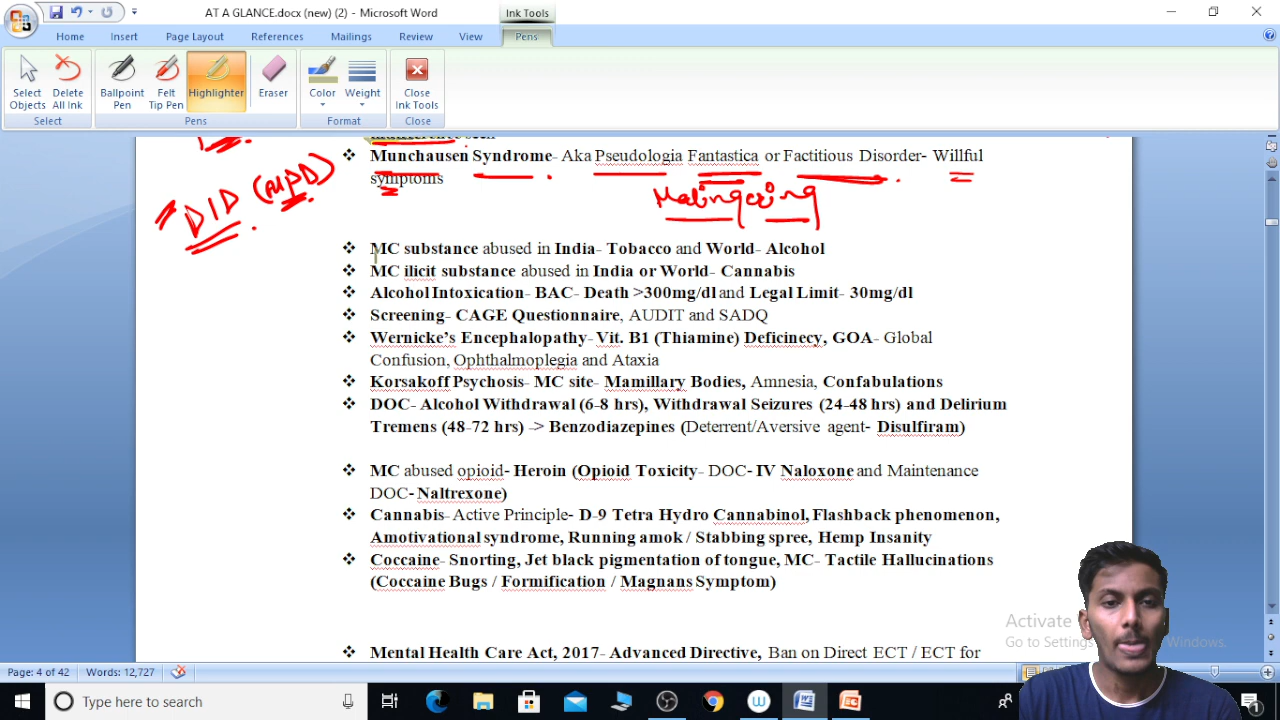 AT A GLANCE.docx (new) (2) - Microsoft Word
Ink Tools
Home Insert Page Layout References Mailings Review View Pens
Select Objects
Delete All Ink
Ballpoint Pen
Felt Tip Pen
Highlighter
Eraser
Color
Weight
Close Ink Tools
Select Pens Format Close
❖ Munchausen Syndrome- Aka Pseudologia Fantastica or Factitious Disorder- Willful
symptoms
Malingering
DID (MPD)
❖ MC substance abused in India- Tobacco and World- Alcohol
❖ MC ilicit substance abused in India or World- Cannabis
❖ Alcohol Intoxication- BAC- Death >300mg/dl and Legal Limit- 30mg/dl
❖ Screening- CAGE Questionnaire, AUDIT and SADQ
❖ Wernicke's Encephalopathy- Vit. B1 (Thiamine) Deficinecy, GOA- Global
Confusion, Ophthalmoplegia and Ataxia
❖ Korsakoff Psychosis- MC site- Mamillary Bodies, Amnesia, Confabulations
❖ DOC- Alcohol Withdrawal (6-8 hrs), Withdrawal Seizures (24-48 hrs) and Delirium
Tremens (48-72 hrs) -> Benzodiazepines (Deterrent/Aversive agent- Disulfiram)
❖ MC abused opioid- Heroin (Opioid Toxicity- DOC- IV Naloxone and Maintenance
DOC- Naltrexone)
❖ Cannabis- Active Principle- D-9 Tetra Hydro Cannabinol, Flashback phenomenon,
Amotivational syndrome, Running amok / Stabbing spree, Hemp Insanity
❖ Coccaine- Snorting, Jet black pigmentation of tongue, MC- Tactile Hallucinations
(Coccaine Bugs / Formification / Magnans Symptom)
Activate
Go to Settings Windows.
❖ Mental Health Care Act, 2017- Advanced Directive, Ban on Direct ECT / ECT for
Page: 4 of 42 Words: 12,727
Type here to search